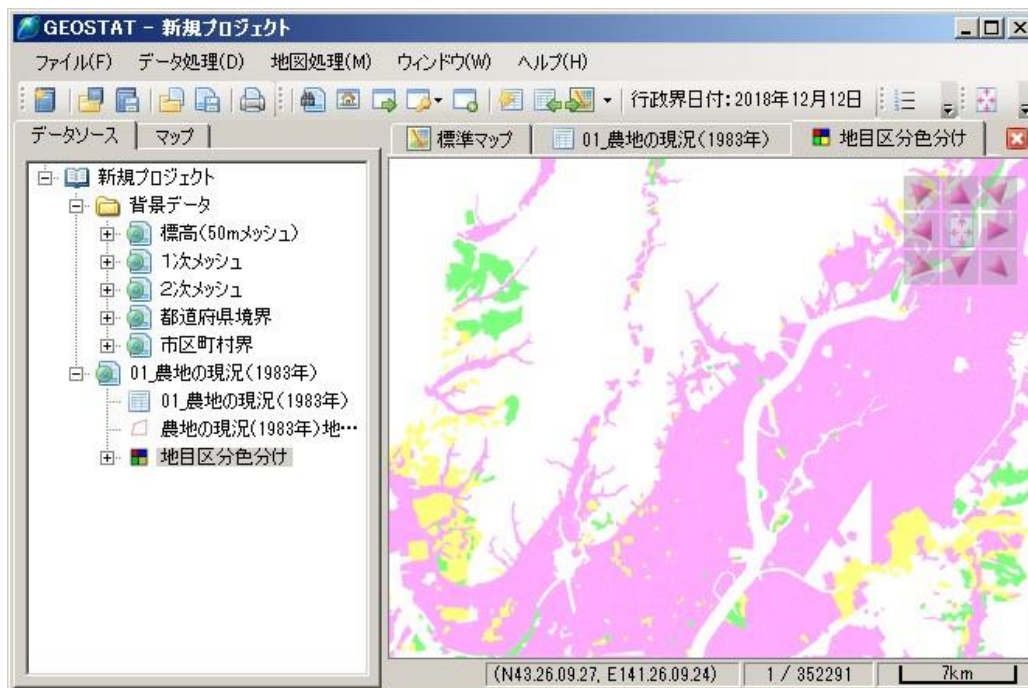 GEOSTAT - 新規プロジェクト
ファイル(F) データ処理(D) 地図処理(M) ウィンドウ(W) ヘルプ(H)
行政界日付:2018年12月12日
データソース マップ
標準マップ 01_農地の現況(1983年) 地目区分色分け
新規プロジェクト
背景データ
標高(50mメッシュ)
1次メッシュ
2次メッシュ
都道府県境界
市区町村界
01_農地の現況(1983年)
01_農地の現況(1983年)
農地の現況(1983年)地…
地目区分色分け
(N43.26.09.27, E141.26.09.24) 1 / 352291 7km